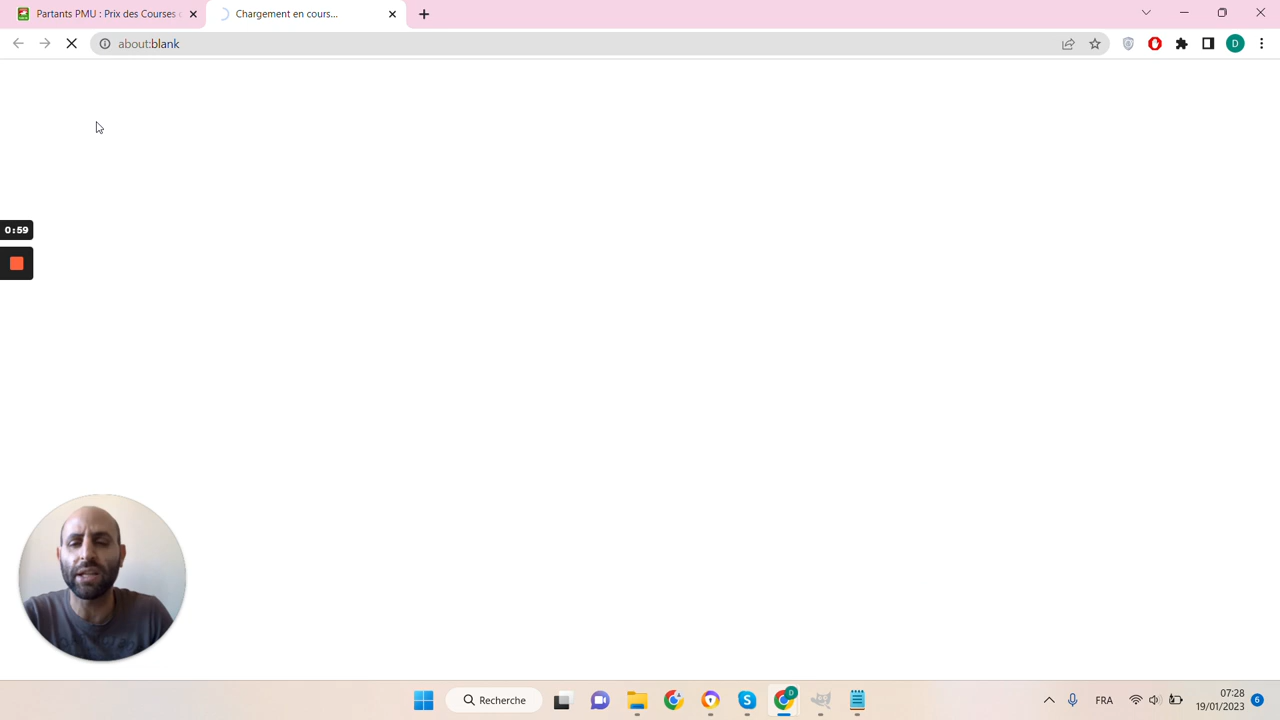 Partants PMU : Prix des Courses
Chargement en cours...
D
about:blank
D
0:59
Recherche
D
FRA
07:28
19/01/2023
6